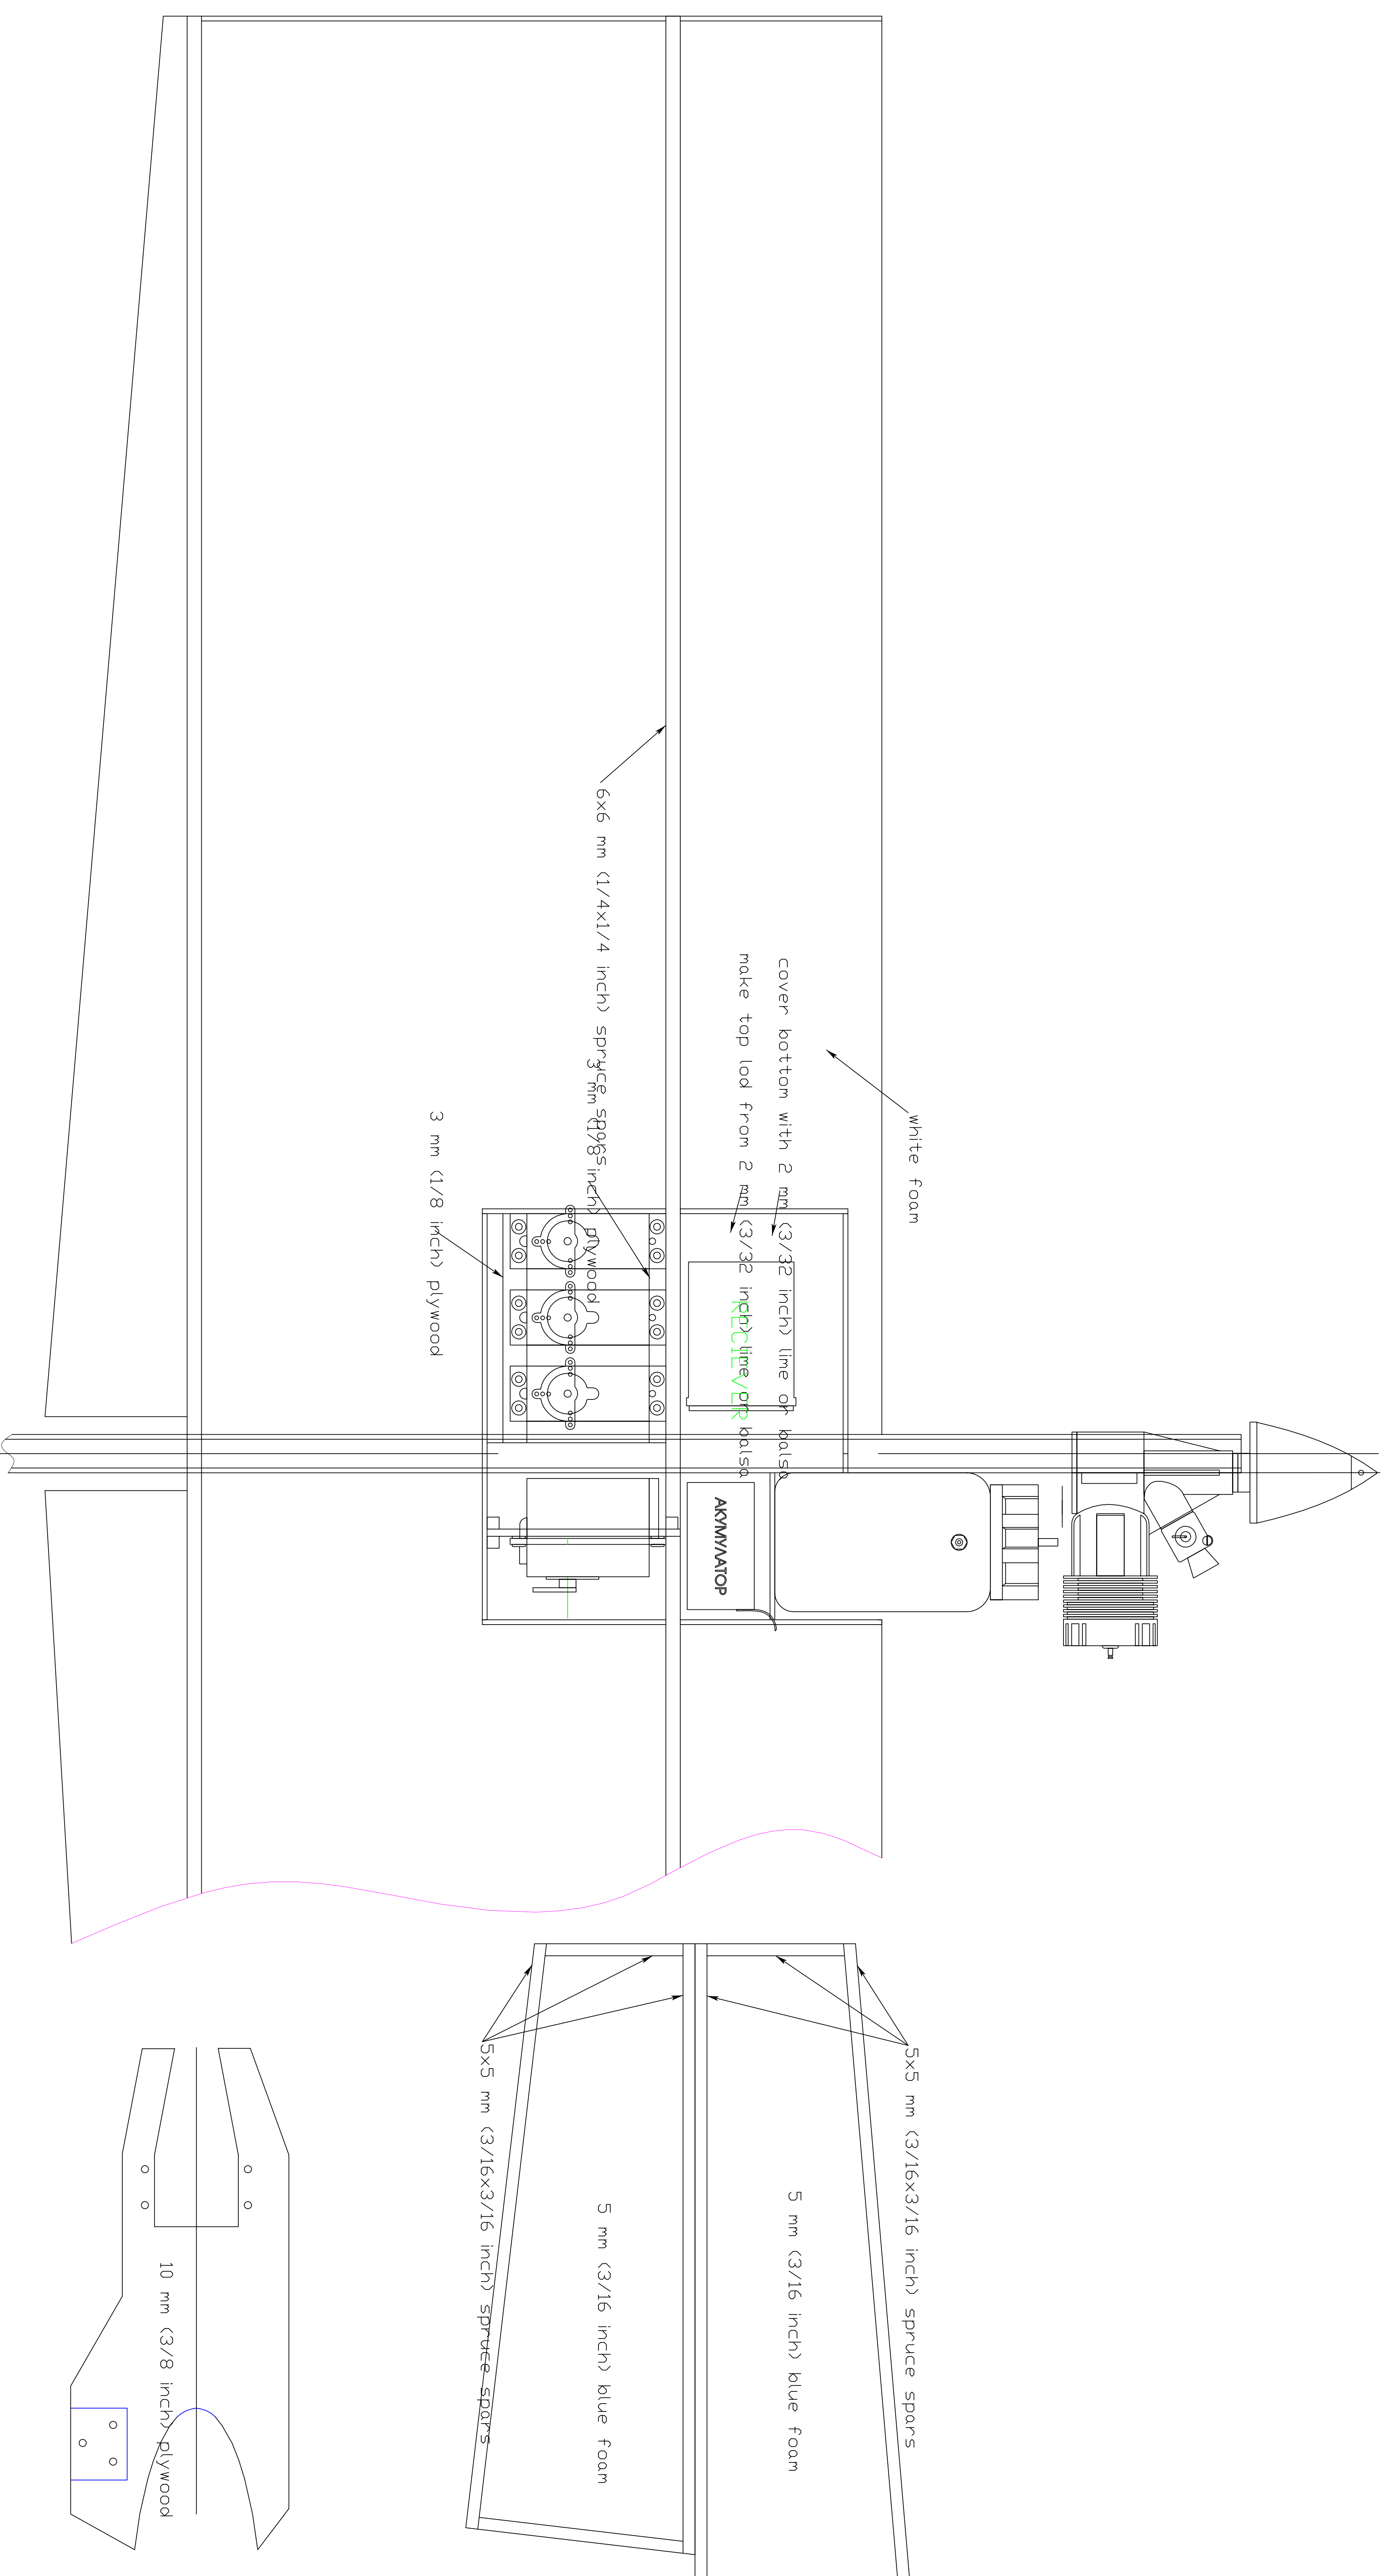 white foam
cover bottom with 2 mm (3/32 inch) lime or balsa
make top lod from 2 mm (3/32 inch) lime or balsa
6x6 mm (1/4x1/4 inch) spruce spars
3 mm (1/8 inch) plywood
3 mm (1/8 inch) plywood
RECIEVER
АКУМУЛАТОР
5x5 mm (3/16x3/16 inch) spruce spars
5 mm (3/16 inch) blue foam
5 mm (3/16 inch) blue foam
5x5 mm (3/16x3/16 inch) spruce spars
10 mm (3/8 inch) plywood